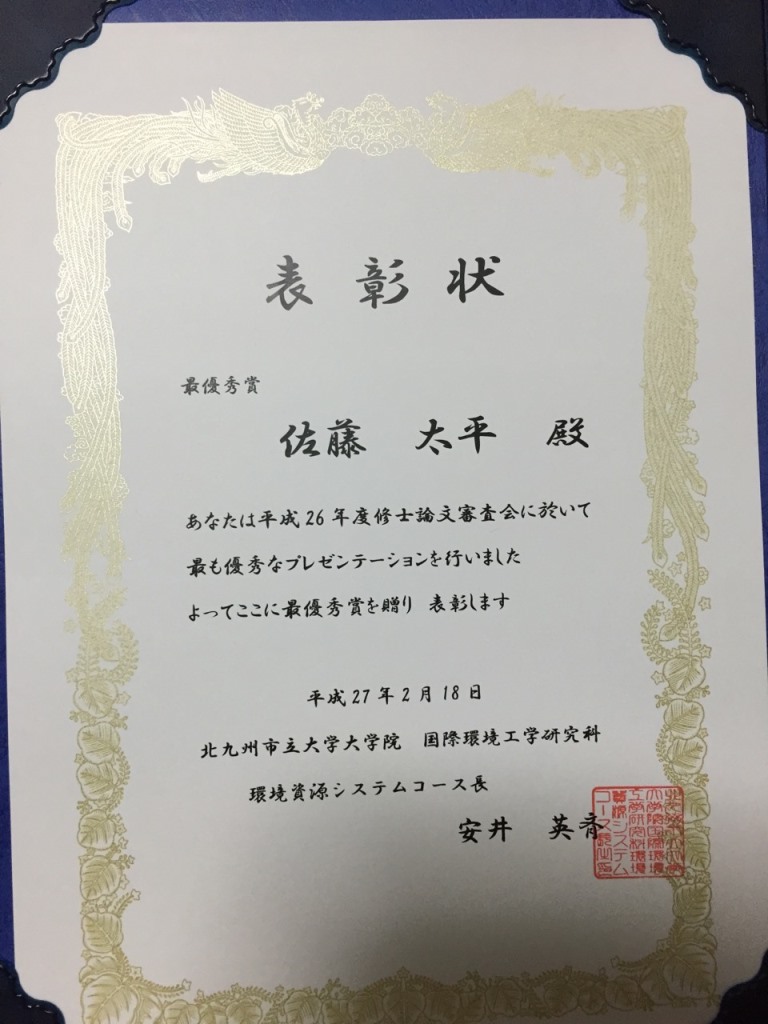 表彰状
最優秀賞
佐藤 太平 殿
あなたは平成26年度修士論文審査会に於いて
最も優秀なプレゼンテーションを行いました
よってここに最優秀賞を贈り 表彰します
平成27年2月18日
北九州市立大学大学院 国際環境工学研究科
環境資源システムコース長
安井 英斉